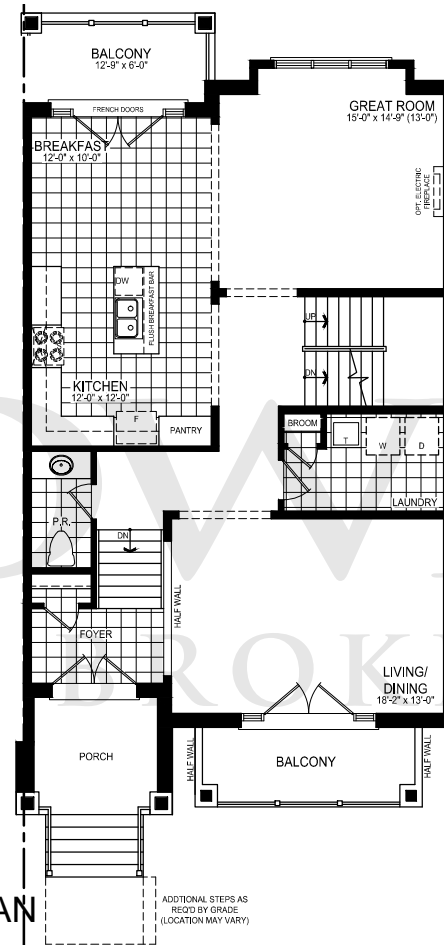 BALCONY
12'-9" x 6'-0"
FRENCH DOORS
GREAT ROOM
15'-0" x 14'-9" (13'-0")
BREAKFAST
12'-0" x 10'-0"
OPT. ELECTRIC
FIREPLACE
DW
FLUSH BREAKFAST BAR
UP
DN
KITCHEN
12'-0" x 12'-0"
F
PANTRY
BROOM
T
W
D
LAUNDRY
P.R.
DN
HALF WALL
FOYER
LIVING/
DINING
18'-2" x 13'-0"
PORCH
HALF WALL
BALCONY
HALF WALL
ADDTIONAL STEPS AS
REQ'D BY GRADE
(LOCATION MAY VARY)